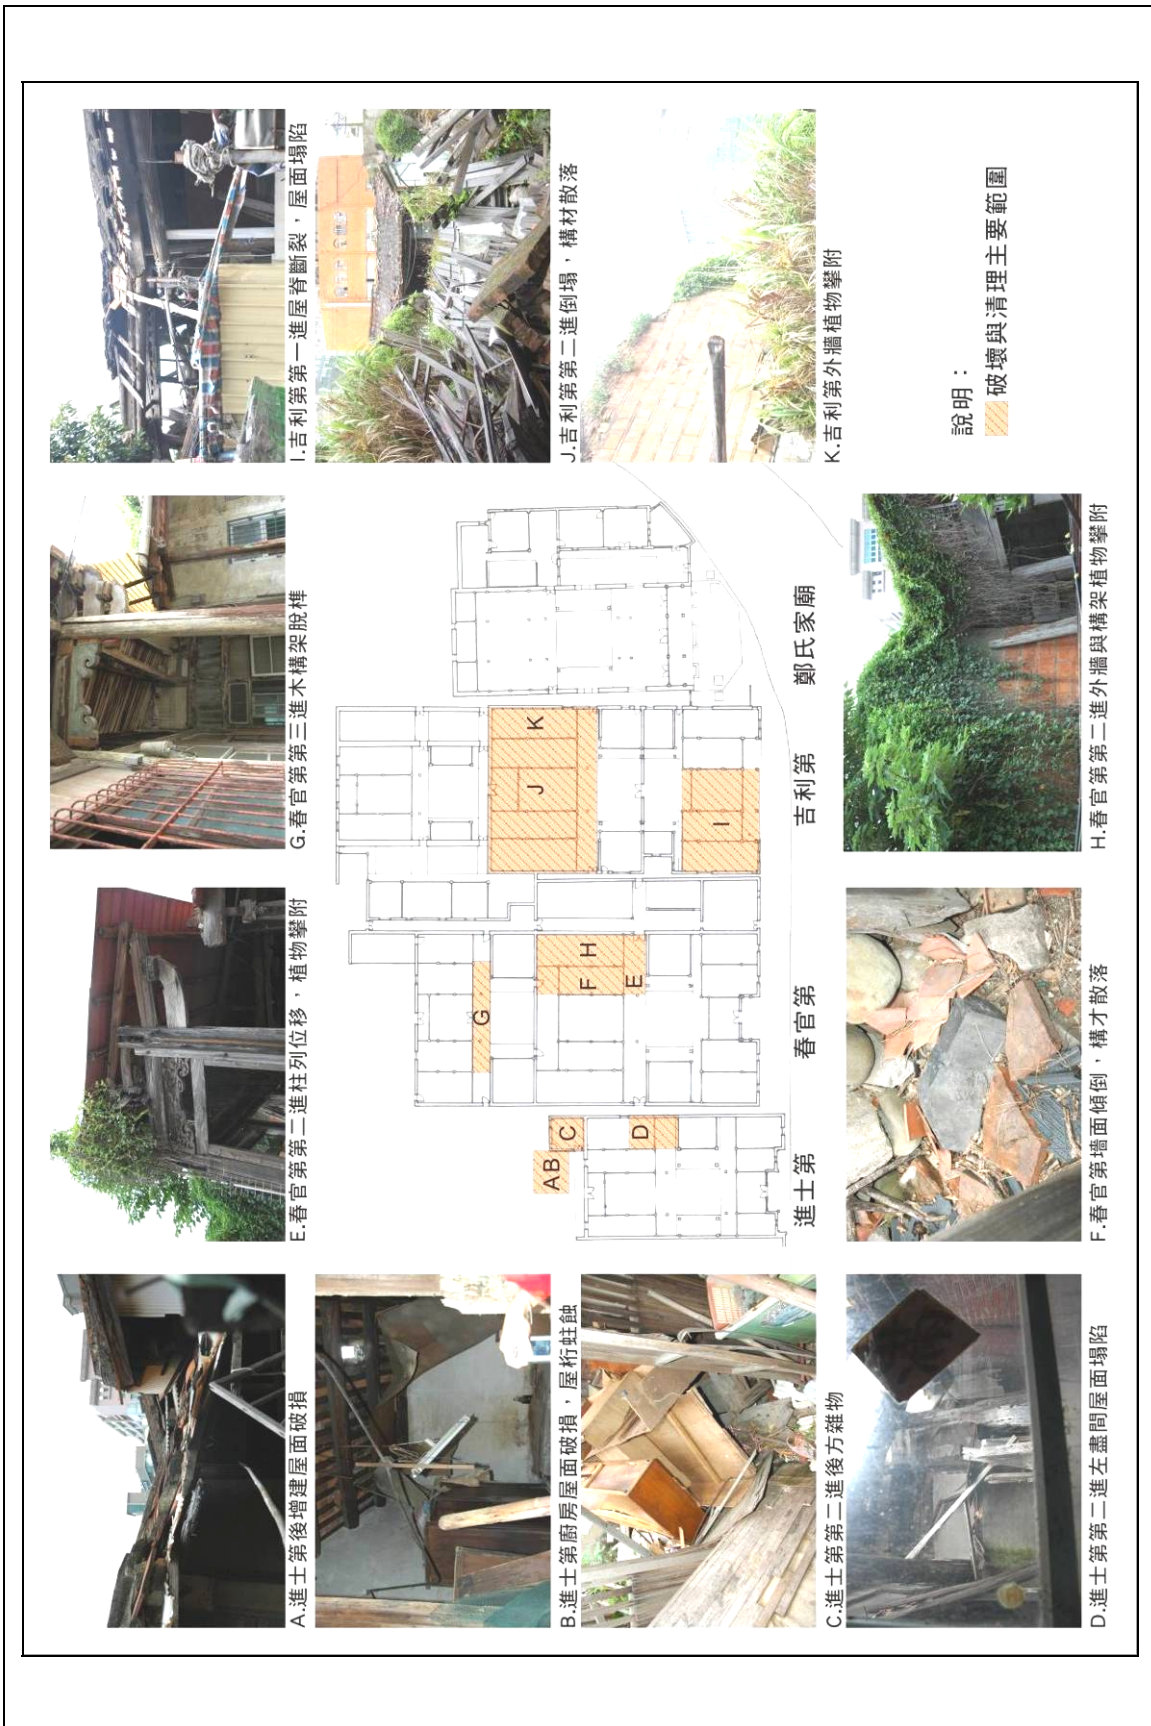 A.進士第後增建屋面破損
B.進士第廚房屋面破損，屋桁蛀蝕
C.進士第第二進後方雜物
D.進士第第二進左盡間屋面塌陷
E.春官第第二進柱列位移，植物攀附
F.春官第墻面傾倒，構才散落
G.春官第第三進木構架脫榫
H.春官第第二進外牆與構架植物攀附
I.吉利第第一進屋脊斷裂，屋面塌陷
J.吉利第第二進倒塌，構材散落
K.吉利第外牆植物攀附
AB
C
D
G
F
H
E
J
K
I
進士第
春官第
吉利第
鄭氏家廟
說明：
破壞與清理主要範圍